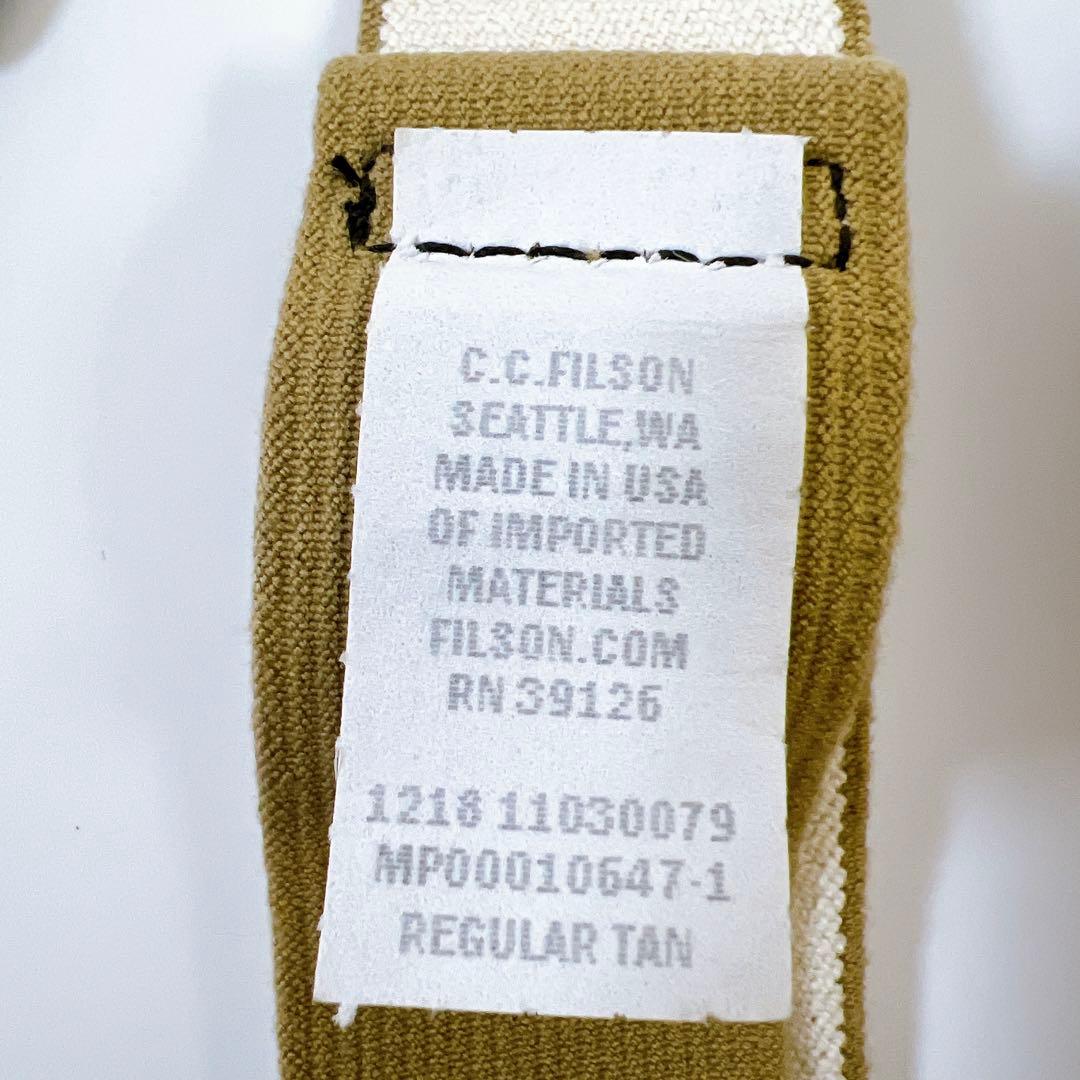 C.C.FILSON
SEATTLE,WA
MADE IN USA
OF IMPORTED
MATERIALS
FILSON.COM
RN 39126
1218 11030079
MP00010647-1
REGULAR TAN